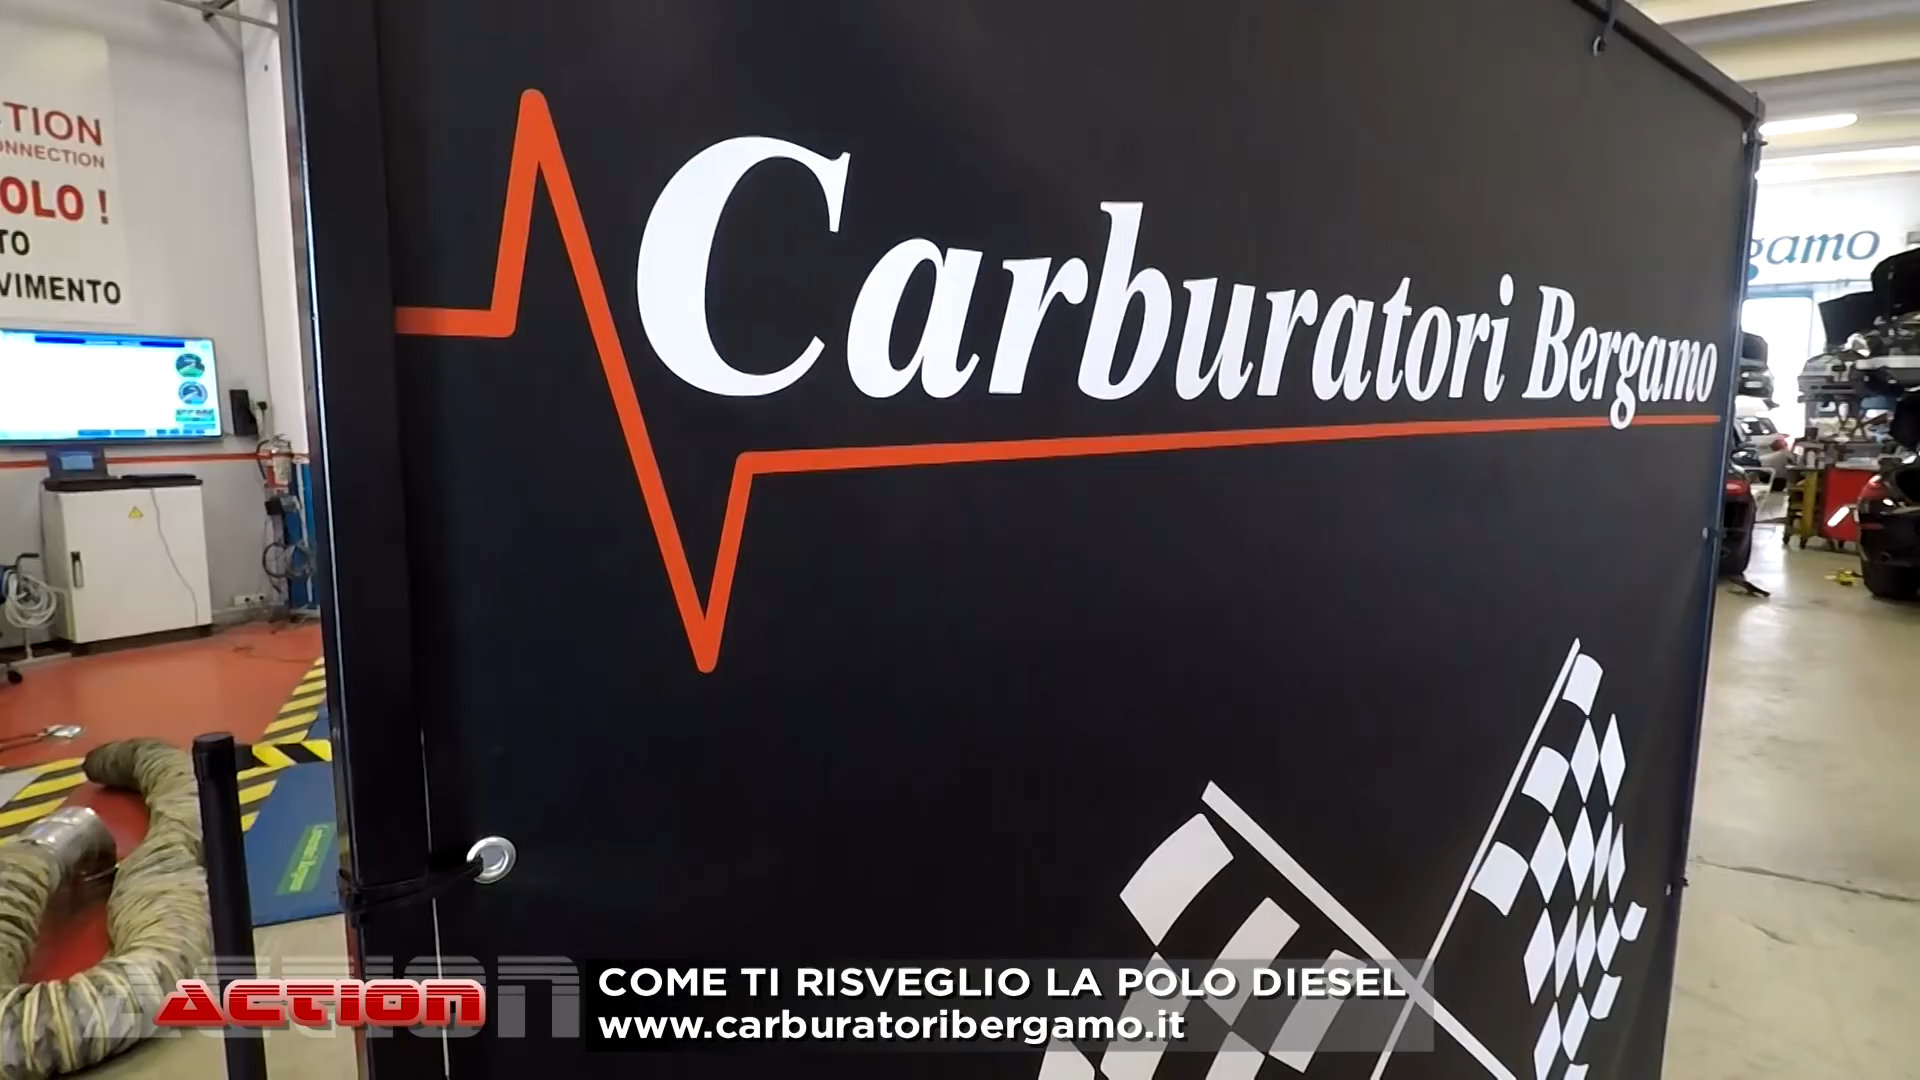 TION
ONNECTION
OLO !
TO
VIMENTO
Carburatori Bergamo
gamo
ACTION
COME TI RISVEGLIO LA POLO DIESEL
www.carburatoribergamo.it